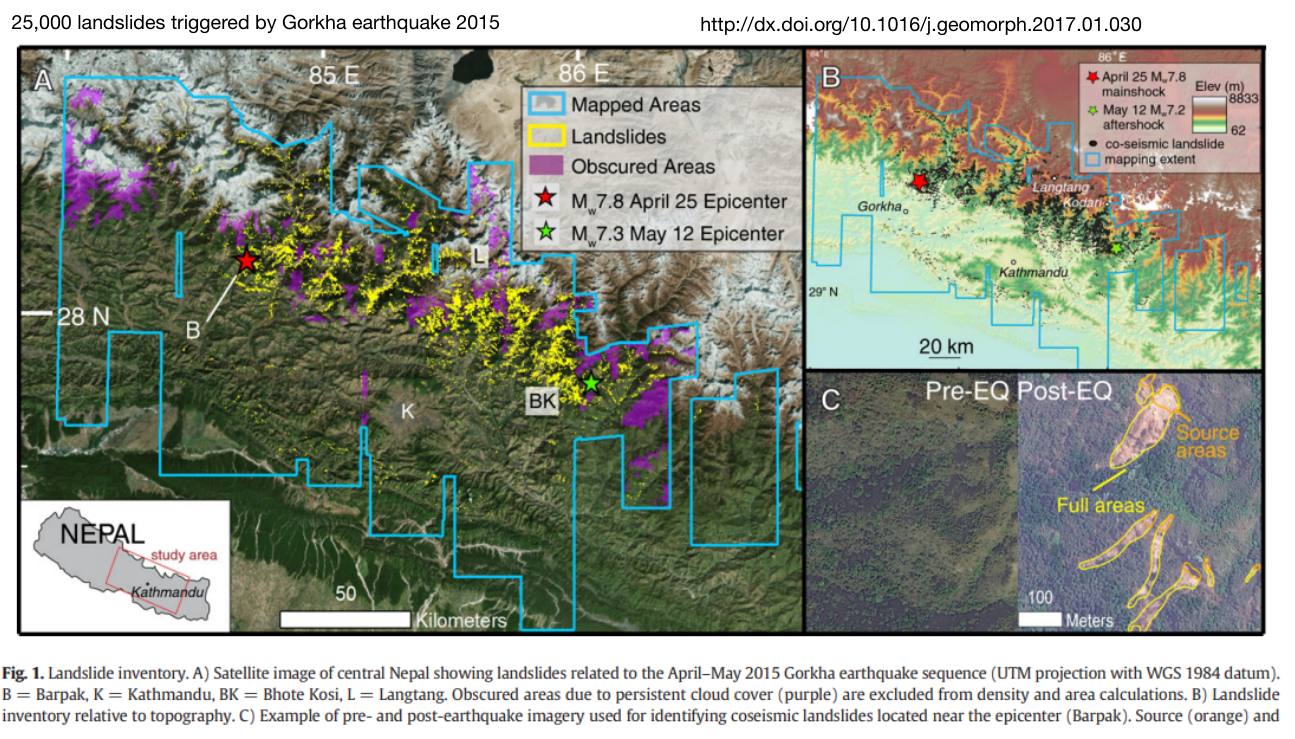 25,000 landslides triggered by Gorkha earthquake 2015
http://dx.doi.org/10.1016/j.geomorph.2017.01.030
A
85 E
86 E
Mapped Areas
Landslides
Obscured Areas
Mw7.8 April 25 Epicenter
Mw7.3 May 12 Epicenter
L
28 N
B
BK
K
NEPAL
study area
Kathmandu
50
Kilometers
B
86° E
April 25 Mw7.8
mainshock
May 12 Mw7.2
aftershock
co-seismic landslide
mapping extent
Elev (m)
8833
62
Langtang
Kodari
Gorkha
Kathmandu
29° N
20 km
C
Pre-EQ Post-EQ
Source
areas
Full areas
100
Meters
Fig. 1. Landslide inventory. A) Satellite image of central Nepal showing landslides related to the April–May 2015 Gorkha earthquake sequence (UTM projection with WGS 1984 datum).
B = Barpak, K = Kathmandu, BK = Bhote Kosi, L = Langtang. Obscured areas due to persistent cloud cover (purple) are excluded from density and area calculations. B) Landslide
inventory relative to topography. C) Example of pre- and post-earthquake imagery used for identifying coseismic landslides located near the epicenter (Barpak). Source (orange) and